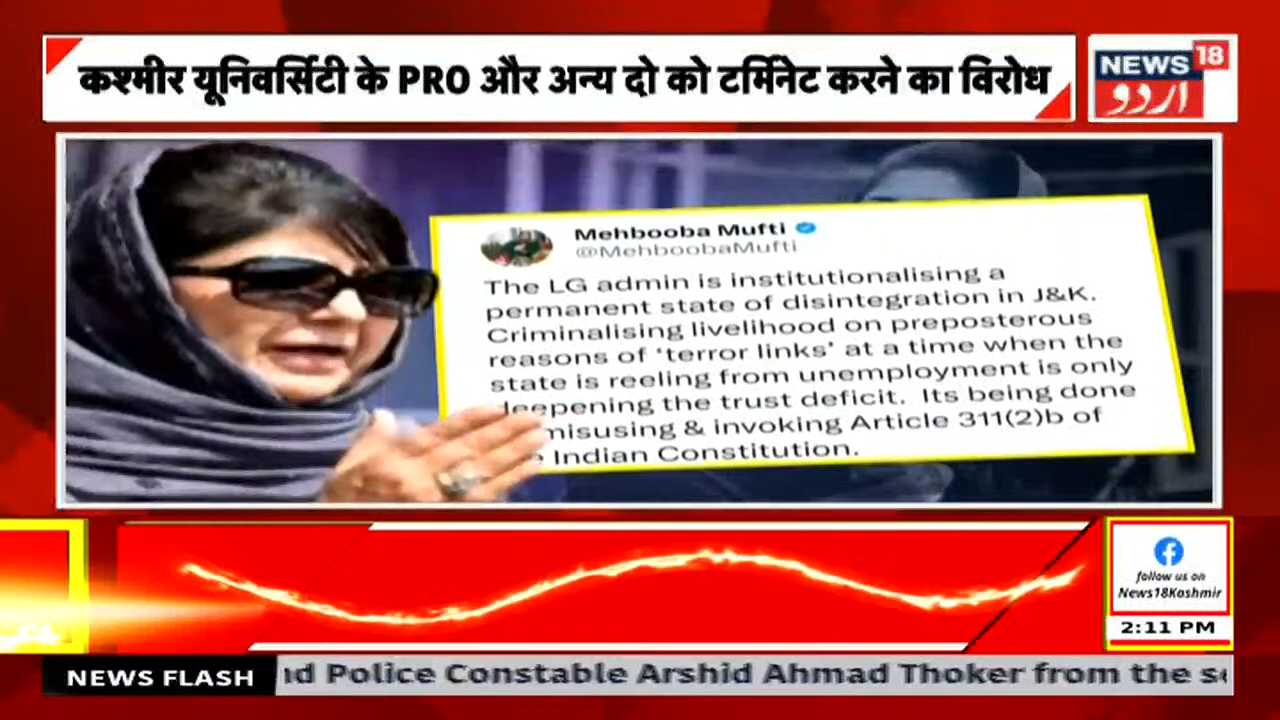 कश्मीर यूनिवर्सिटी के PRO और अन्य दो को टर्मिनेट करने का विरोध
NEWS 18
اردو
Mehbooba Mufti
@MehboobaMufti
The LG admin is institutionalising a
permanent state of disintegration in J&K.
Criminalising livelihood on preposterous
reasons of 'terror links' at a time when the
state is reeling from unemployment is only
deepening the trust deficit. Its being done
misusing & invoking Article 311(2)b of
Indian Constitution.
follow us on
News18Kashmir
2:11 PM
NEWS FLASH
Police Constable Arshid Ahmad Thoker from the